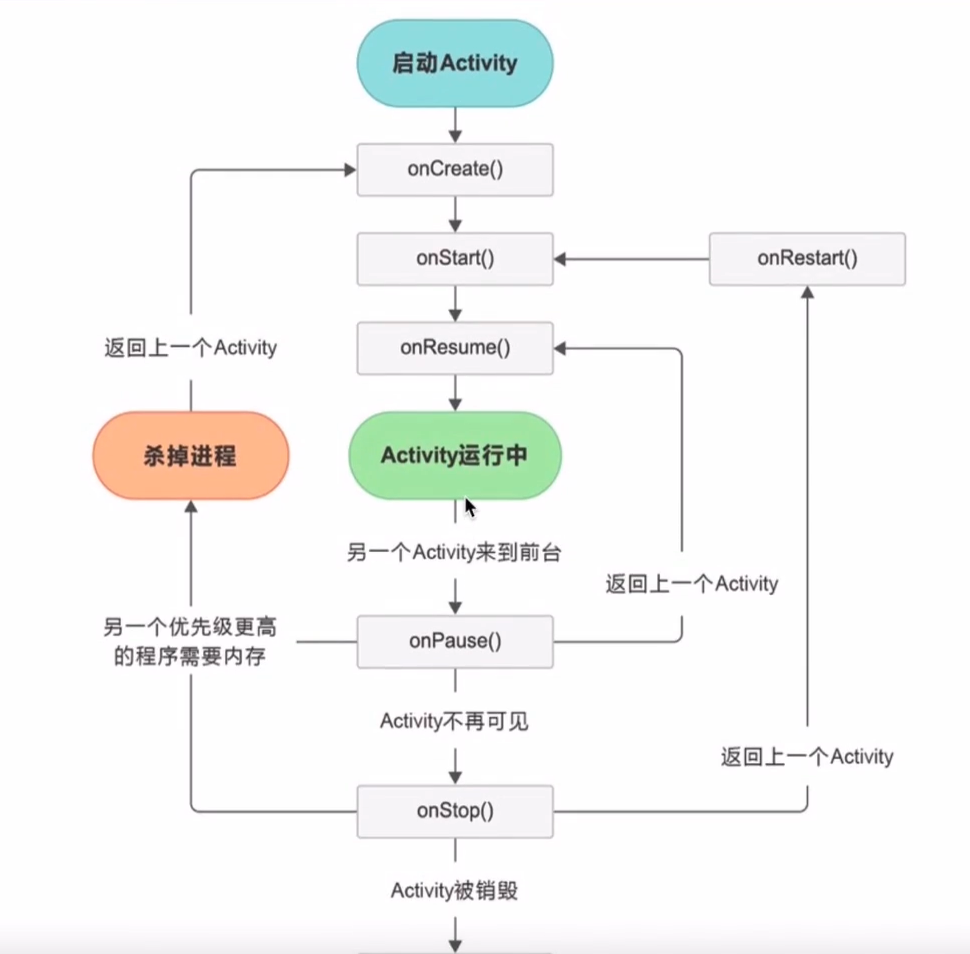 启动Activity
onCreate()
onStart()
onRestart()
onResume()
返回上一个Activity
杀掉进程
Activity运行中
另一个Activity来到前台
返回上一个Activity
另一个优先级更高
的程序需要内存
onPause()
Activity不再可见
返回上一个Activity
onStop()
Activity被销毁